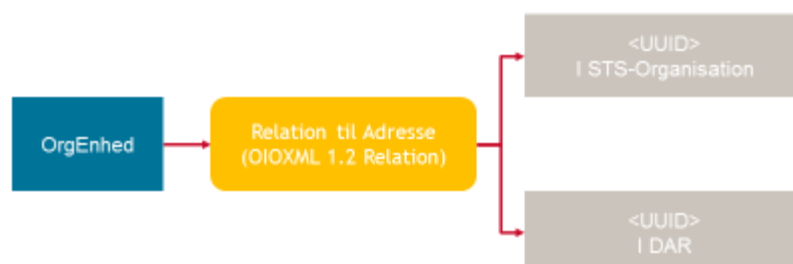 OrgEnhed
Relation til Adresse
(OIOXML 1.2 Relation)
<UUID>
I STS-Organisation
<UUID>
I DAR